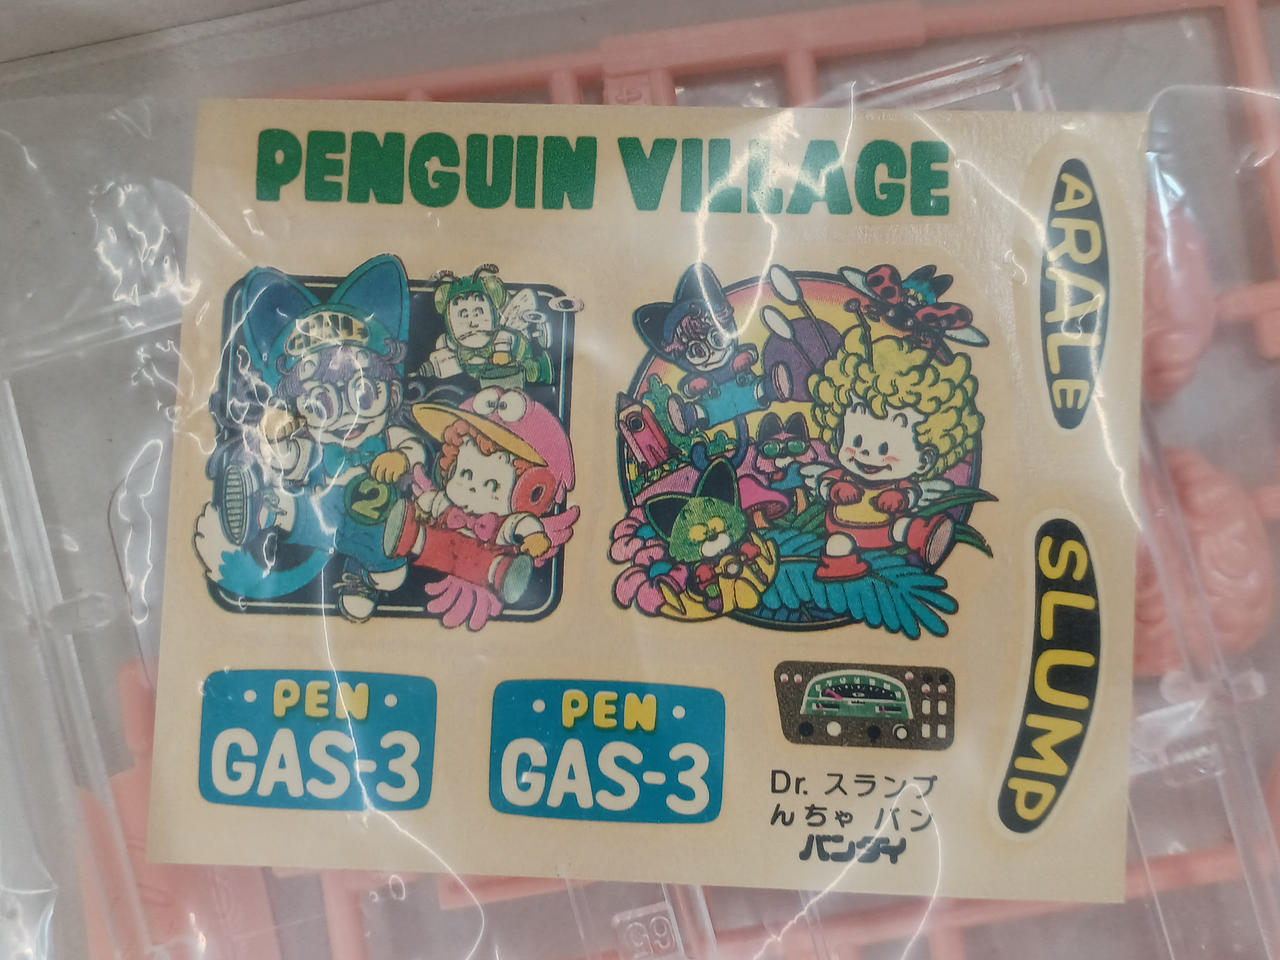 PENGUIN VILLAGE
ARALE
SLUMP
2
PEN
GAS-3
PEN
GAS-3
Dr. スランプ
んちゃ バン
バンダイ